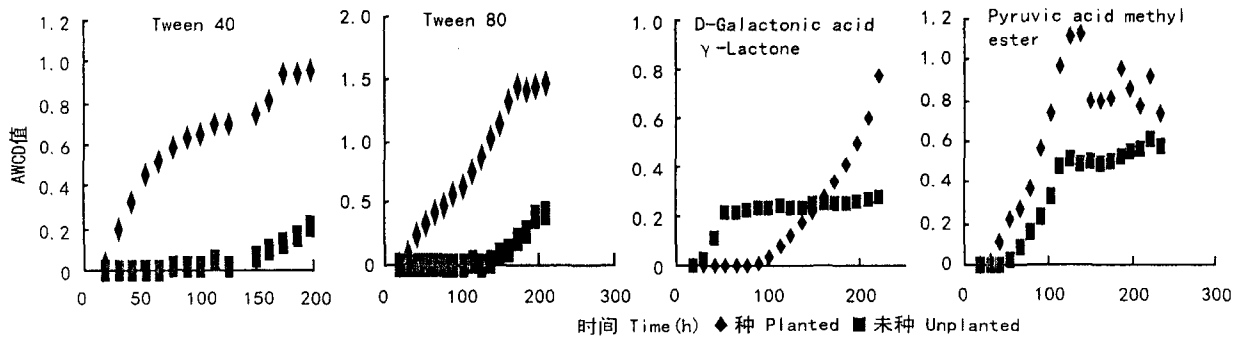 Tween 40
Tween 80
D-Galactonic acid
γ-Lactone
Pyruvic acid methyl
ester
AWCD值
1.0
0.8
0.6
0.4
0.2
0
0 50 100 150 200
2.0
1.5
1.0
0.5
0
0 100 200 300
1.0
0.8
0.6
0.4
0.2
0.0
0 100 200
1.2
1.0
0.8
0.6
0.4
0.2
0
0 100 200 300
时间 Time(h) ◆ 种 Planted ■ 未种 Unplanted